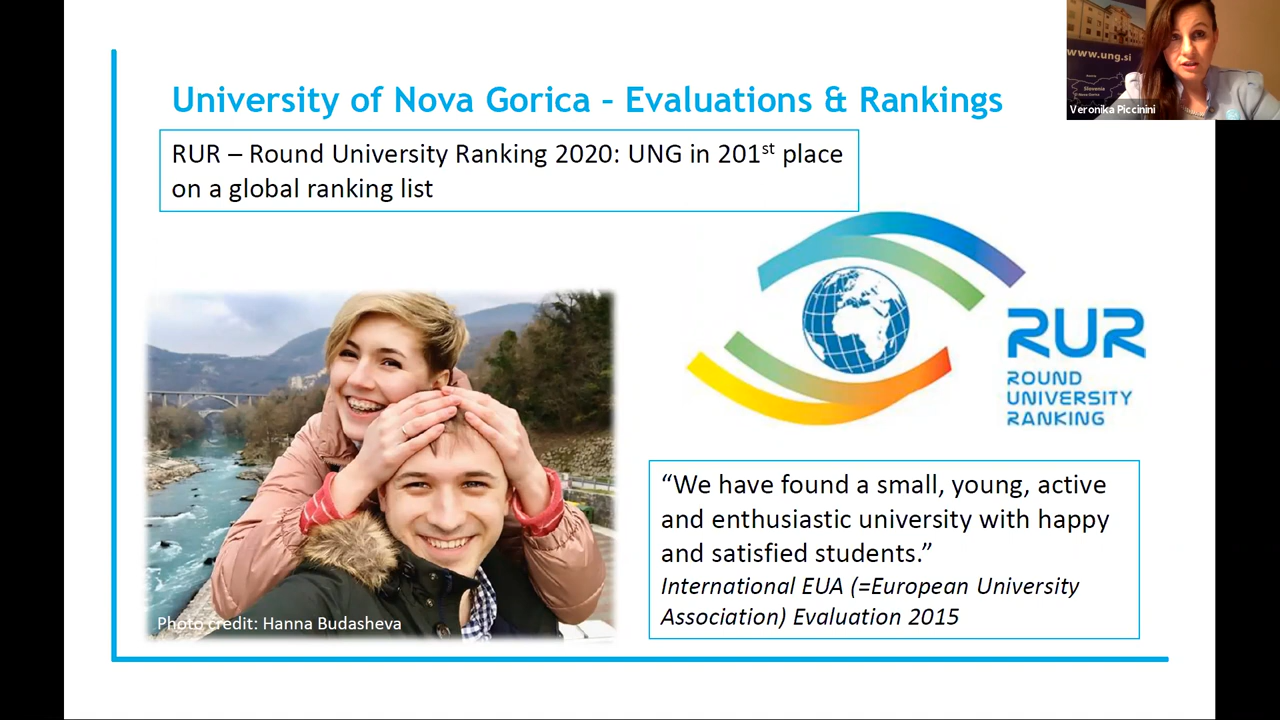 www.ung.si
Slovenia
Veronika Piccinini
University of Nova Gorica – Evaluations & Rankings
RUR – Round University Ranking 2020: UNG in 201st place
on a global ranking list
RUR
ROUND
UNIVERSITY
RANKING
“We have found a small, young, active
and enthusiastic university with happy
and satisfied students.”
International EUA (=European University
Association) Evaluation 2015
Photo credit: Hanna Budasheva